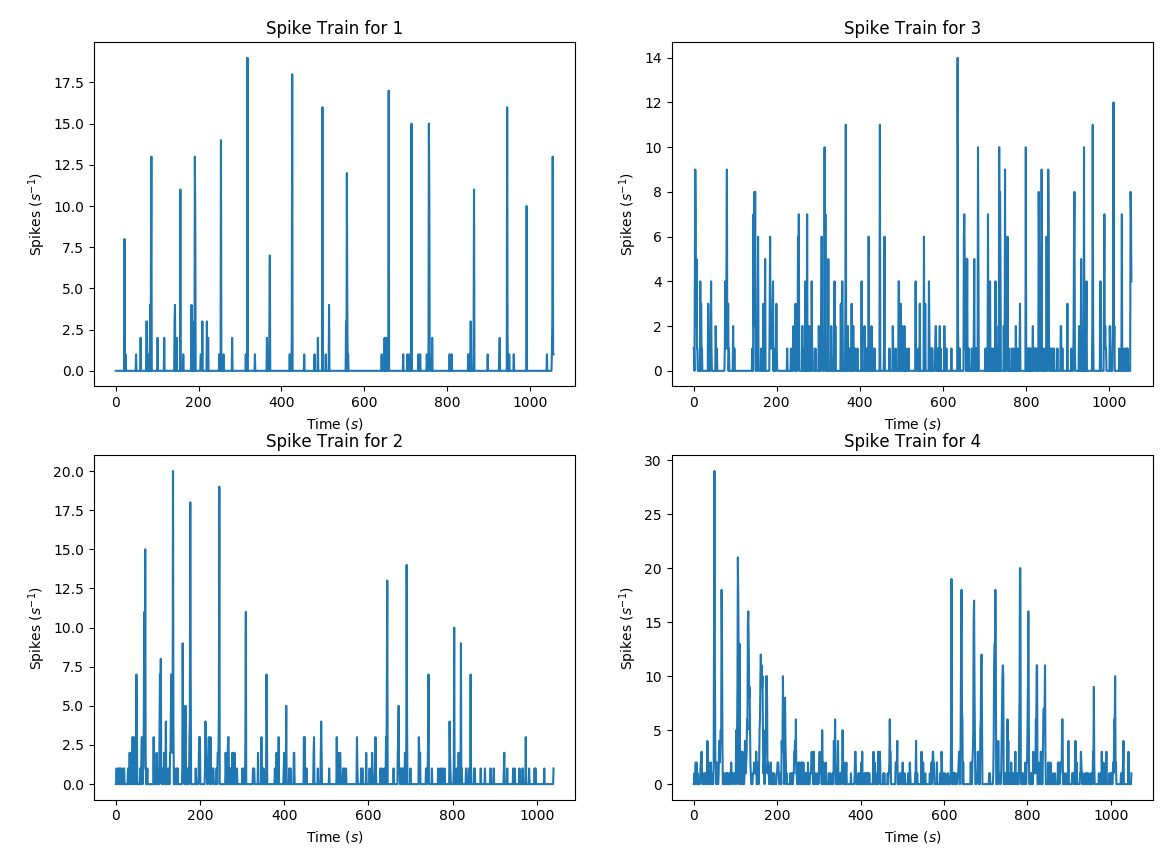 Spike Train for 1
17.5
15.0
12.5
10.0
7.5
5.0
2.5
0.0
Spikes (s⁻¹)
0 200 400 600 800 1000
Time (s)
Spike Train for 3
14
12
10
8
6
4
2
0
Spikes (s⁻¹)
0 200 400 600 800 1000
Time (s)
Spike Train for 2
20.0
17.5
15.0
12.5
10.0
7.5
5.0
2.5
0.0
Spikes (s⁻¹)
0 200 400 600 800 1000
Time (s)
Spike Train for 4
30
25
20
15
10
5
0
Spikes (s⁻¹)
0 200 400 600 800 1000
Time (s)